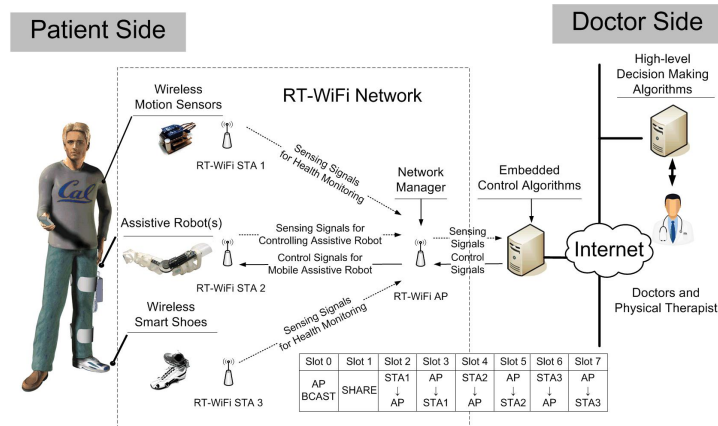 Patient Side
Doctor Side
High-level
Decision Making
Algorithms
Wireless
Motion Sensors
RT-WiFi Network
RT-WiFi STA 1
Sensing Signals
for Health Monitoring
Network
Manager
Embedded
Control Algorithms
Cal
Assistive Robot(s)
Sensing Signals for
Controlling Assistive Robot
Control Signals for
Mobile Assistive Robot
Sensing
Signals
Control
Signals
Internet
RT-WiFi STA 2
RT-WiFi AP
Doctors and
Physical Therapist
Wireless
Smart Shoes
Sensing Signals
for Health Monitoring
RT-WiFi STA 3
Slot 0 Slot 1 Slot 2 Slot 3 Slot 4 Slot 5 Slot 6 Slot 7
AP BCAST SHARE STA1 ↓ AP AP ↓ STA1 STA2 ↓ AP AP ↓ STA2 STA3 ↓ AP AP ↓ STA3